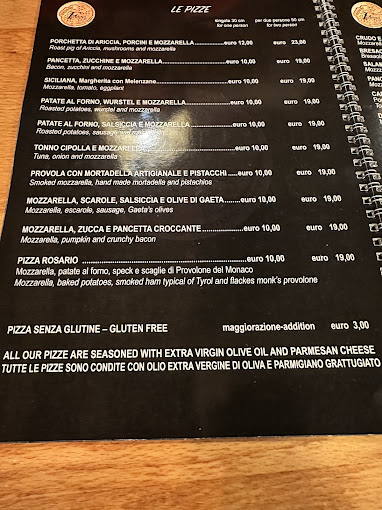 LE PIZZE
singola 30 cm per due persone 50 cm
for one person for two person
PORCHETTA DI ARICCIA, PORCINI E MOZZARELLA euro 12,00 euro 23,00
Roast pig of Ariccia, mushrooms and mozzarella
PANCETTA, ZUCCHINE E MOZZARELLA euro 10,00 euro 19,00
Bacon, zucchini and mozzarella
SICILIANA, Margherita con Melenzane euro 10,00 euro 19,00
Mozzarella, tomato, eggplant
PATATE AL FORNO, WURSTEL E MOZZARELLA euro 10,00 euro 19,00
Roasted potatoes, wurstel and mozzarella
PATATE AL FORNO, SALSICCIA E MOZZARELLA euro 10,00 euro 19,00
Roasted potatoes, sausage and
TONNO CIPOLLA E euro 10,00 euro 19,00
Tuna, onion and mozzarella
PROVOLA CON MORTADELLA ARTIGIANALE E PISTACCHI euro 10,00 euro 19,00
Smoked mozzarella, hand made mortadella and pistachios
MOZZARELLA, SCAROLE, SALSICCIA E OLIVE DI GAETA euro 10,00 euro 19,00
Mozzarella, escarole, sausage, Gaeta's olives
MOZZARELLA, ZUCCA E PANCETTA CROCCANTE euro 10,00 euro 19,00
Mozzarella, pumpkin and crunchy bacon
PIZZA ROSARIO euro 10,00 euro 19,00
Mozzarella, patate al forno, speck e scaglie di Provolone del Monaco
Mozzarella, baked potatoes, smoked ham typical of Tyrol and flackes monk's provolone
PIZZA SENZA GLUTINE – GLUTEN FREE maggiorazione-addition euro 3,00
ALL OUR PIZZE ARE SEASONED WITH EXTRA VIRGIN OLIVE OIL AND PARMESAN CHEESE
TUTTE LE PIZZE SONO CONDITE CON OLIO EXTRA VERGINE DI OLIVA E PARMIGIANO GRATTUGIATO
CRUDO E